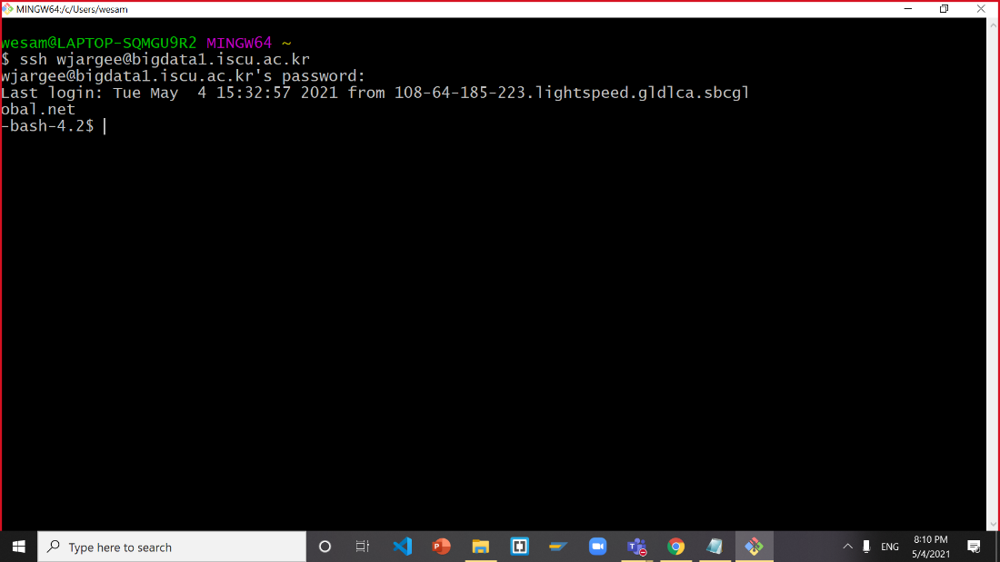 MINGW64:/c/Users/wesam
wesam@LAPTOP-SQMGU9R2 MINGW64 ~
$ ssh wjargee@bigdata1.iscu.ac.kr
wjargee@bigdata1.iscu.ac.kr's password:
Last login: Tue May  4 15:32:57 2021 from 108-64-185-223.lightspeed.gldlca.sbcgl
obal.net
-bash-4.2$
Type here to search
ENG
8:10 PM
5/4/2021